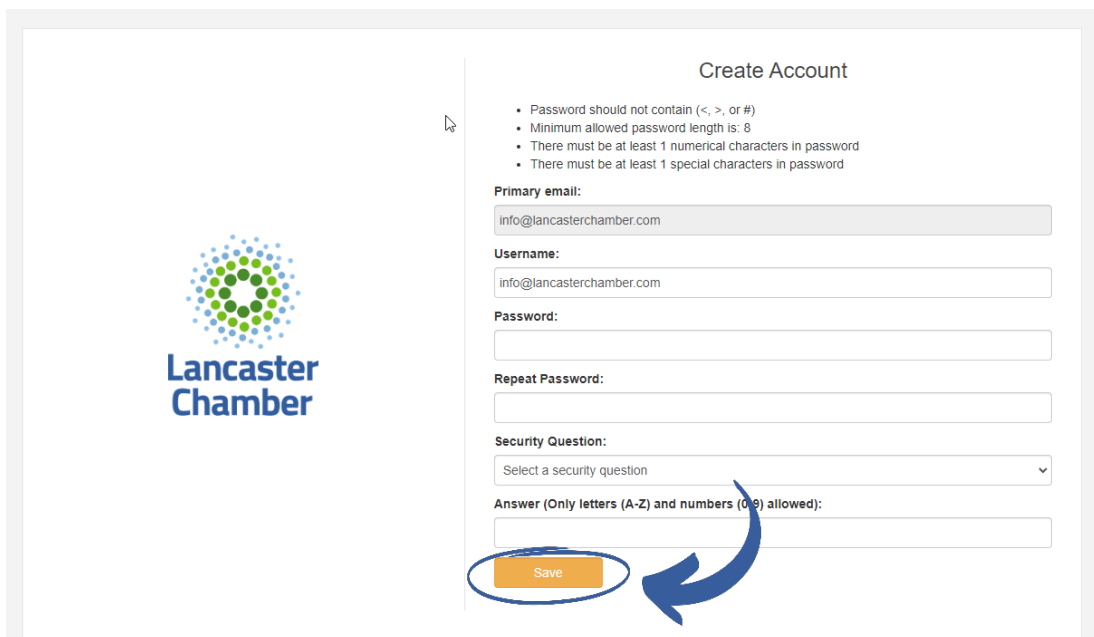 Create Account
Password should not contain (<, >, or #)
Minimum allowed password length is: 8
There must be at least 1 numerical characters in password
There must be at least 1 special characters in password
Primary email:
info@lancasterchamber.com
Username:
info@lancasterchamber.com
Password:
Repeat Password:
Security Question:
Select a security question
Answer (Only letters (A-Z) and numbers (0-9) allowed):
Save
Lancaster
Chamber